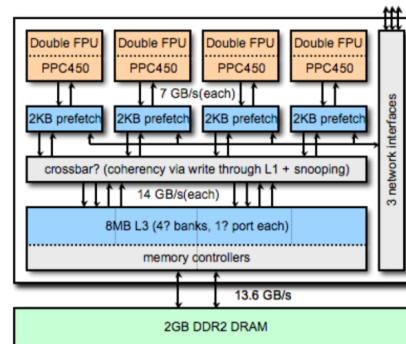 Double FPU Double FPU Double FPU Double FPU
PPC450 PPC450 PPC450 PPC450
7 GB/s(each)
2KB prefetch 2KB prefetch 2KB prefetch 2KB prefetch
crossbar? (coherency via write through L1 + snooping)
14 GB/s(each)
8MB L3 (4? banks, 1? port each)
memory controllers
3 network interfaces
13.6 GB/s
2GB DDR2 DRAM